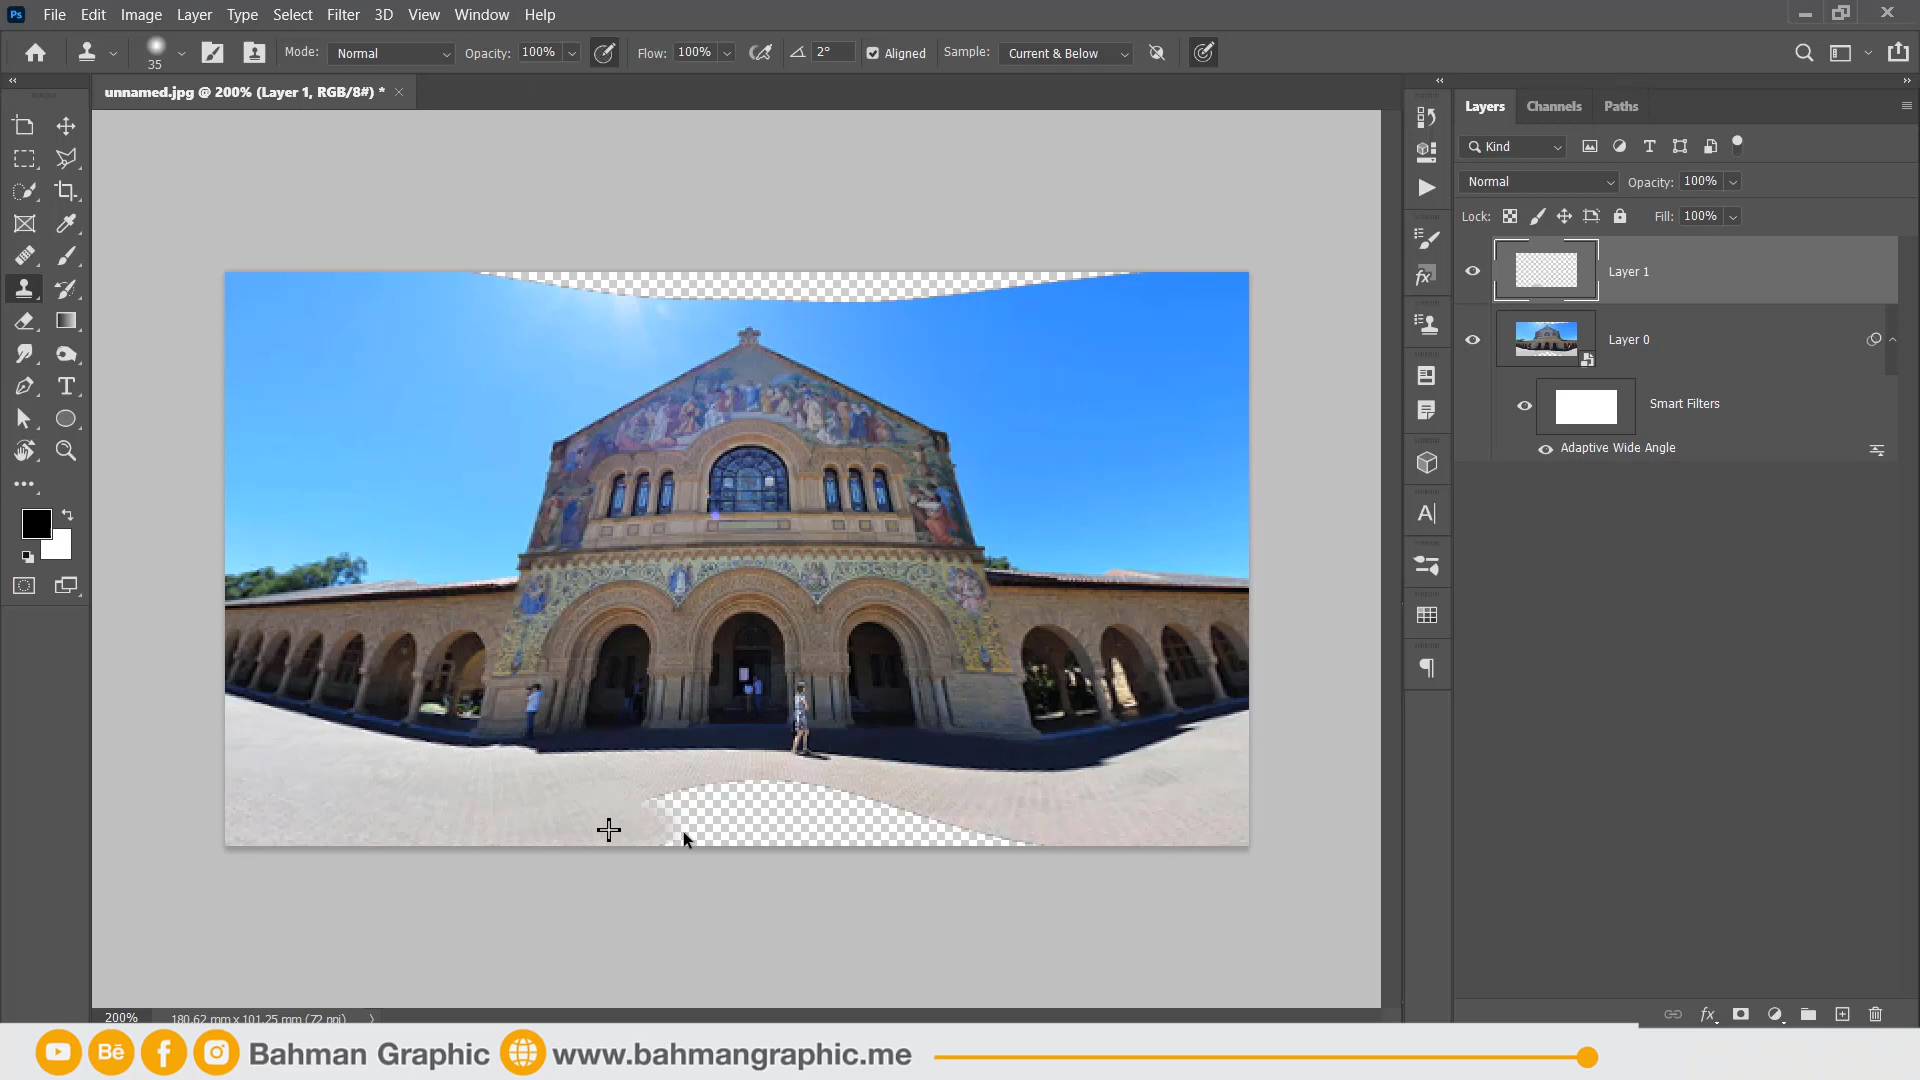 Ps File Edit Image Layer Type Select Filter 3D View Window Help
35 Mode: Normal Opacity: 100% Flow: 100% 2° Aligned Sample: Current & Below
unnamed.jpg @ 200% (Layer 1, RGB/8#) *
Layers Channels Paths
Kind
Normal Opacity: 100%
Lock: Fill: 100%
Layer 1
Layer 0
Smart Filters
Adaptive Wide Angle
200% 180.62 mm x 101.25 mm (72 ppi)
Bē Bahman Graphic www.bahmangraphic.me